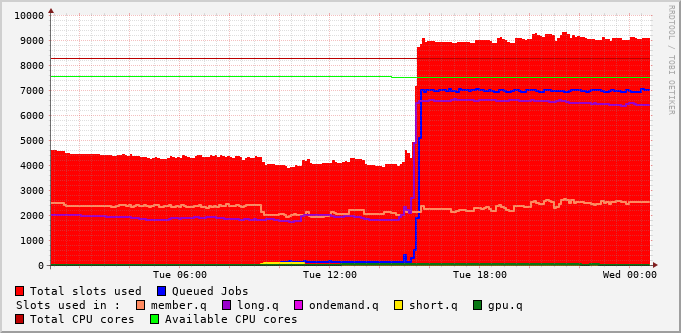 10000
9000
8000
7000
6000
5000
4000
3000
2000
1000
0
Tue 06:00 Tue 12:00 Tue 18:00 Wed 00:00
RRDTOOL / TOBI OETIKER
Total slots used Queued Jobs
Slots used in : member.q long.q ondemand.q short.q gpu.q
Total CPU cores Available CPU cores